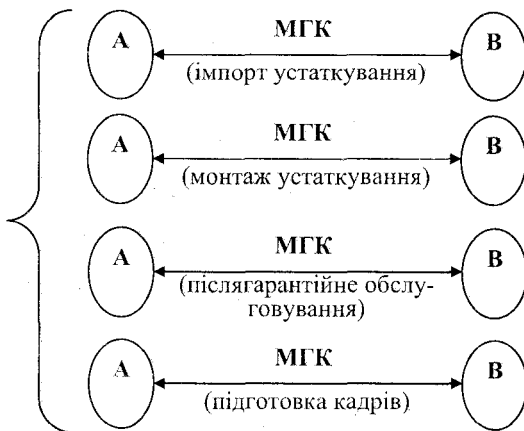 А МГК В
(імпорт устаткування)
А МГК В
(монтаж устаткування)
А МГК В
(післягарантійне обслу-
говування)
А МГК В
(підготовка кадрів)